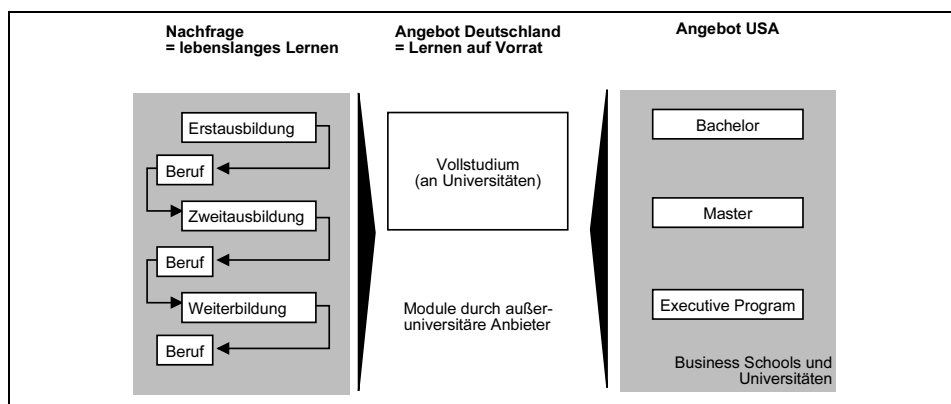 Nachfrage
= lebenslanges Lernen
Angebot Deutschland
= Lernen auf Vorrat
Angebot USA
Erstausbildung
Beruf
Zweitausbildung
Beruf
Weiterbildung
Beruf
Vollstudium
(an Universitäten)
Module durch außer-
universitäre Anbieter
Bachelor
Master
Executive Program
Business Schools und
Universitäten